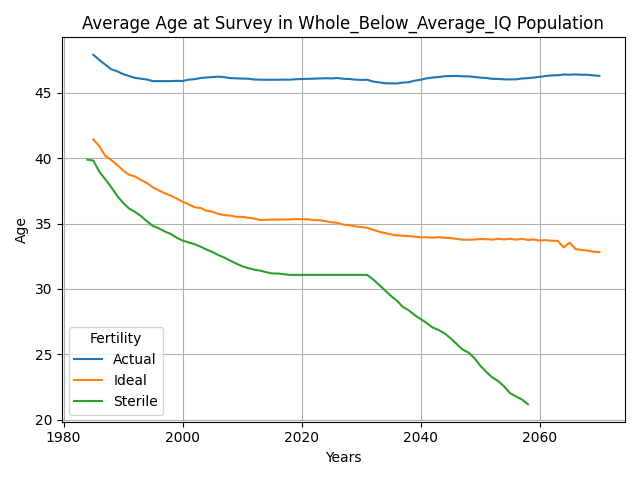 Average Age at Survey in Whole_Below_Average_IQ Population
Age
45
40
35
30
25
20
Fertility
Actual
Ideal
Sterile
1980
2000
2020
2040
2060
Years